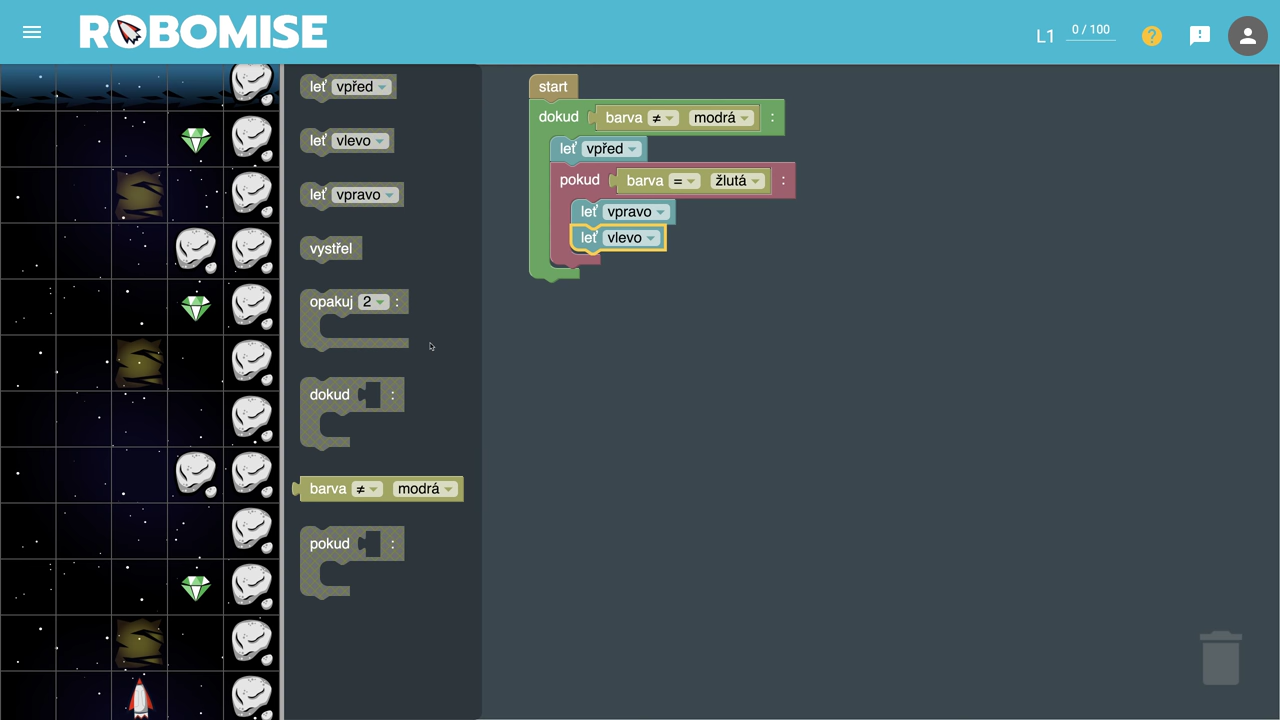 ROBOMISE
L1
0 / 100
leť vpřed
leť vlevo
leť vpravo
vystřel
opakuj 2 :
dokud :
barva ≠ modrá
pokud :
start
dokud barva ≠ modrá :
leť vpřed
pokud barva = žlutá :
leť vpravo
leť vlevo